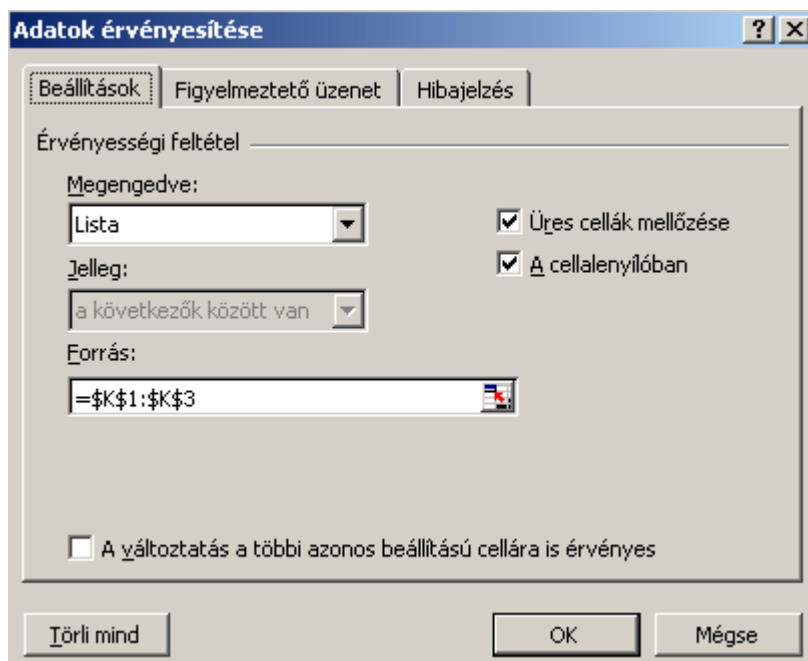 Adatok érvényesítése
Beállítások Figyelmeztető üzenet Hibajelzés
Érvényességi feltétel
Megengedve:
Lista
Üres cellák mellőzése
Jelleg:
A cellalenyílóban
a következők között van
Forrás:
=$K$1:$K$3
A változtatás a többi azonos beállítású cellára is érvényes
Törli mind OK Mégse